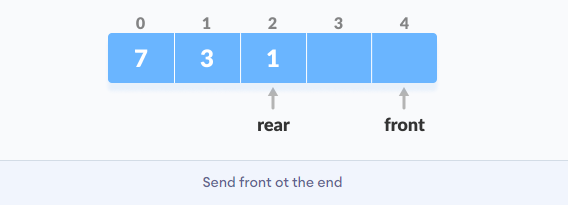 0 1 2 3 4
7 3 1
rear front
Send front ot the end